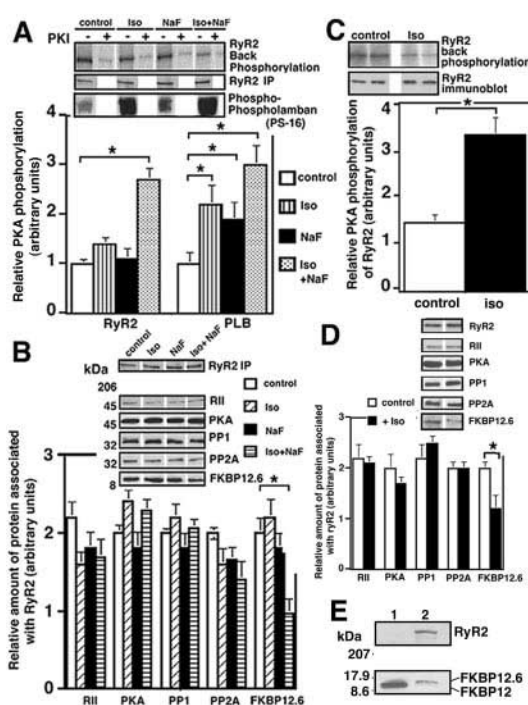 A
control Iso NaF Iso+NaF
PKI - + - + - + - +
RyR2
Back
Phosphorylation
RyR2 IP
Phospho-
Phospholamban
(PS-16)
Relative PKA phopshorylation
(arbitrary units)
4
3
2
1
0
*
*
*
*
control
Iso
NaF
Iso
+NaF
RyR2 PLB
B
control Iso NaF Iso+NaF
kDa
RyR2 IP
206
45 RII
45 PKA
32 PP1
32 PP2A
8 FKBP12.6
control
Iso
NaF
Iso+NaF
*
Relative amount of protein associated
with RyR2 (arbitrary units)
2
1
0
RII PKA PP1 PP2A FKBP12.6
C
control Iso
RyR2
back
phosphorylation
RyR2
immunoblot
*
Relative PKA phosphorylation
of RyR2 (arbitrary units)
4
3
2
1
0
control iso
D
RyR2
RII
PKA
PP1
PP2A
FKBP12.6
control
+ Iso
*
Relative amount of protein associated
with ryR2 (arbitrary units)
3
2
1
0
RII PKA PP1 PP2A FKBP12.6
E
1 2
kDa
RyR2
207
17.9 FKBP12.6
8.6 FKBP12